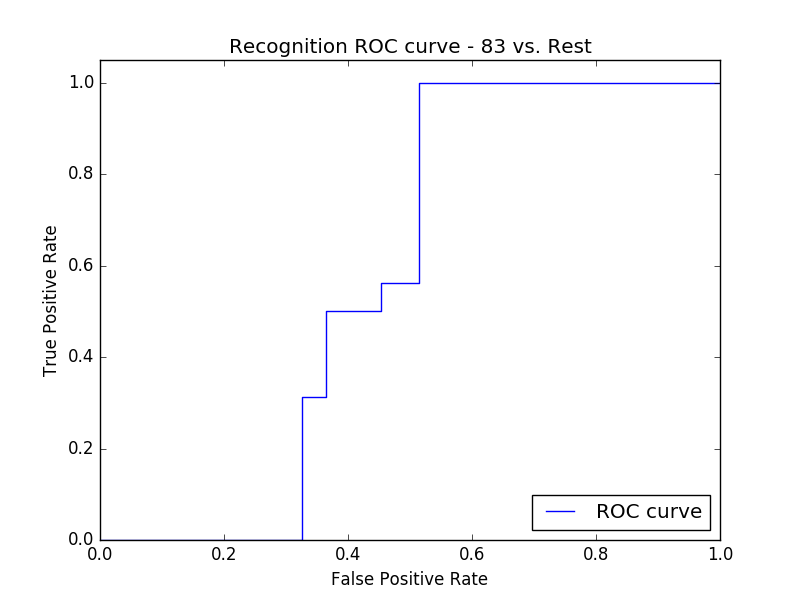 Recognition ROC curve - 83 vs. Rest
1.0
0.8
0.6
0.4
0.2
0.0
True Positive Rate
0.0 0.2 0.4 0.6 0.8 1.0
False Positive Rate
ROC curve